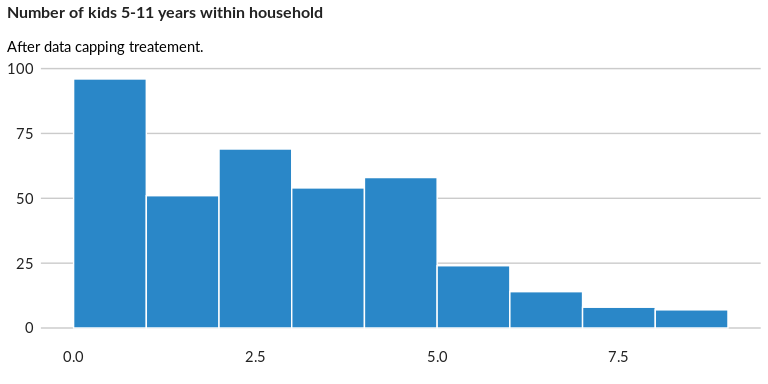 Number of kids 5-11 years within household
After data capping treatement.
100
75
50
25
0
0.0 2.5 5.0 7.5